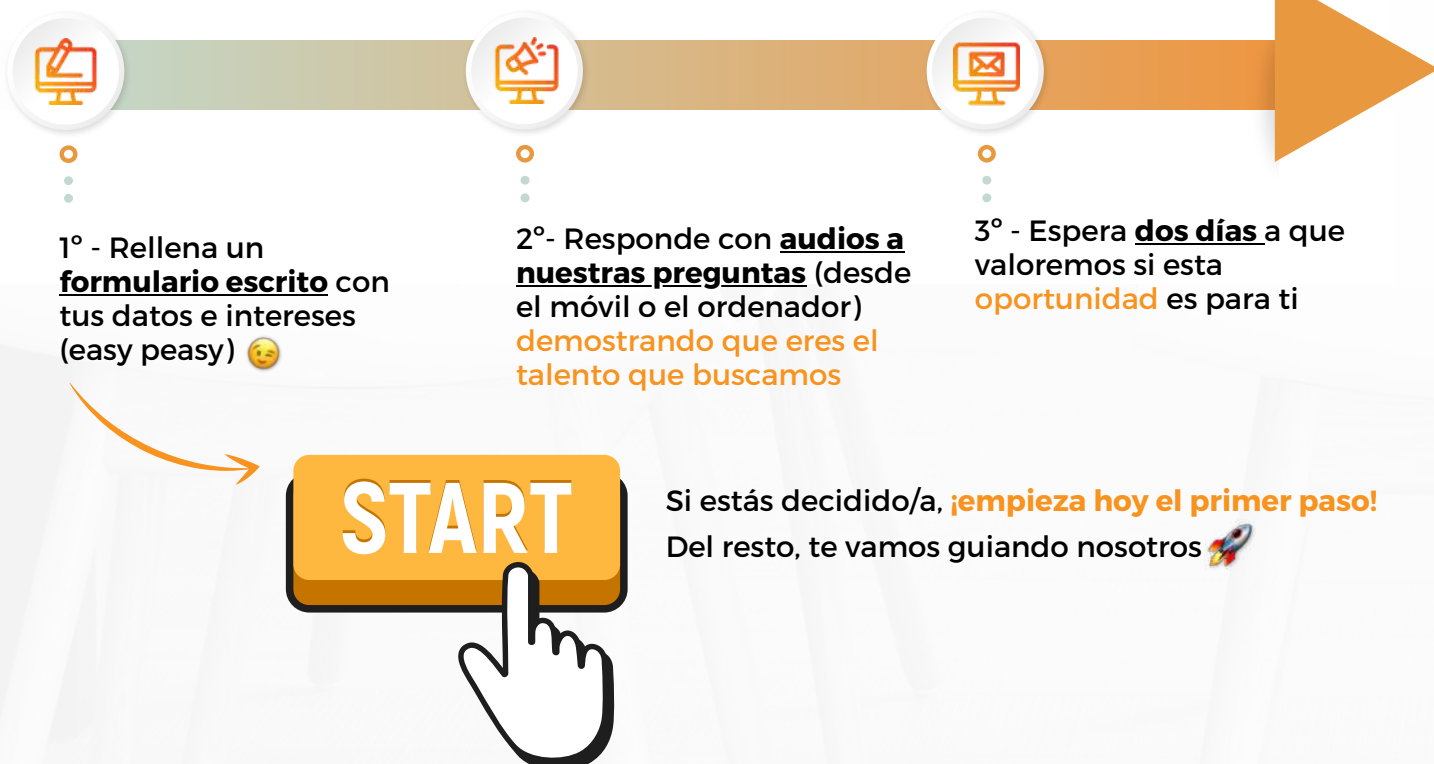 1º - Rellena un
formulario escrito con
tus datos e intereses
(easy peasy) 😉
2º- Responde con audios a
nuestras preguntas (desde
el móvil o el ordenador)
demostrando que eres el
talento que buscamos
3º - Espera dos días a que
valoremos si esta
oportunidad es para ti
START
Si estás decidido/a, ¡empieza hoy el primer paso!
Del resto, te vamos guiando nosotros 🚀